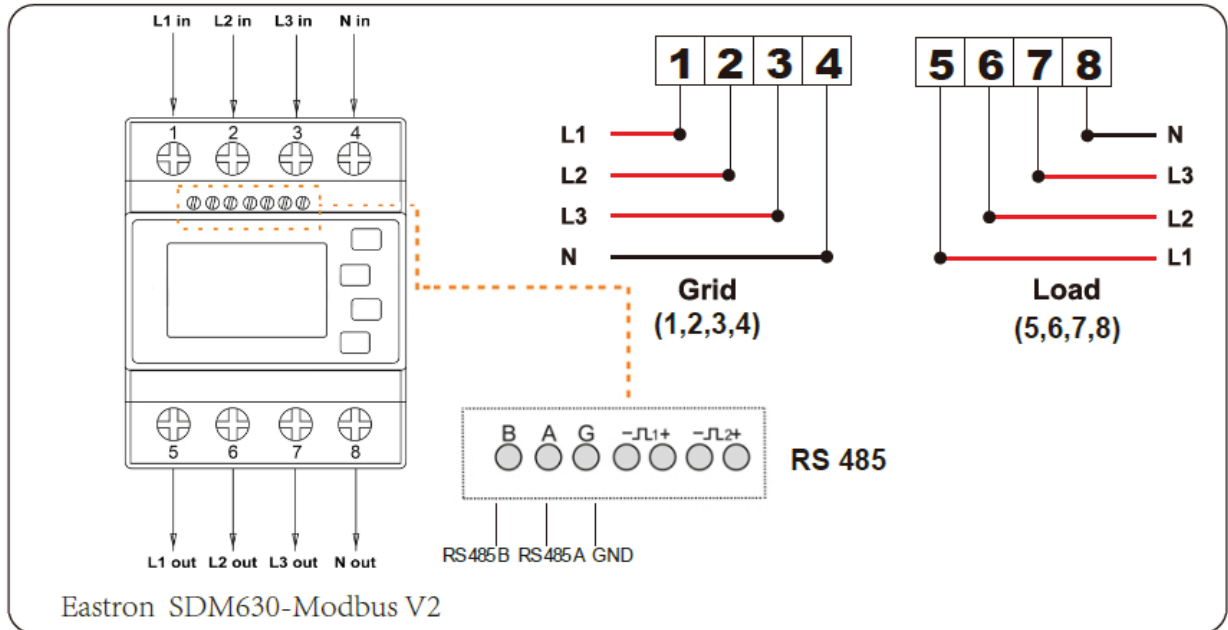 L1 in L2 in L3 in N in
1 2 3 4
5 6 7 8
L1 out L2 out L3 out N out
1 2 3 4
L1
L2
L3
N
Grid
(1,2,3,4)
5 6 7 8
N
L3
L2
L1
Load
(5,6,7,8)
B A G -⎍1+ -⎍2+
RS 485
RS485B RS485A GND
Eastron SDM630-Modbus V2